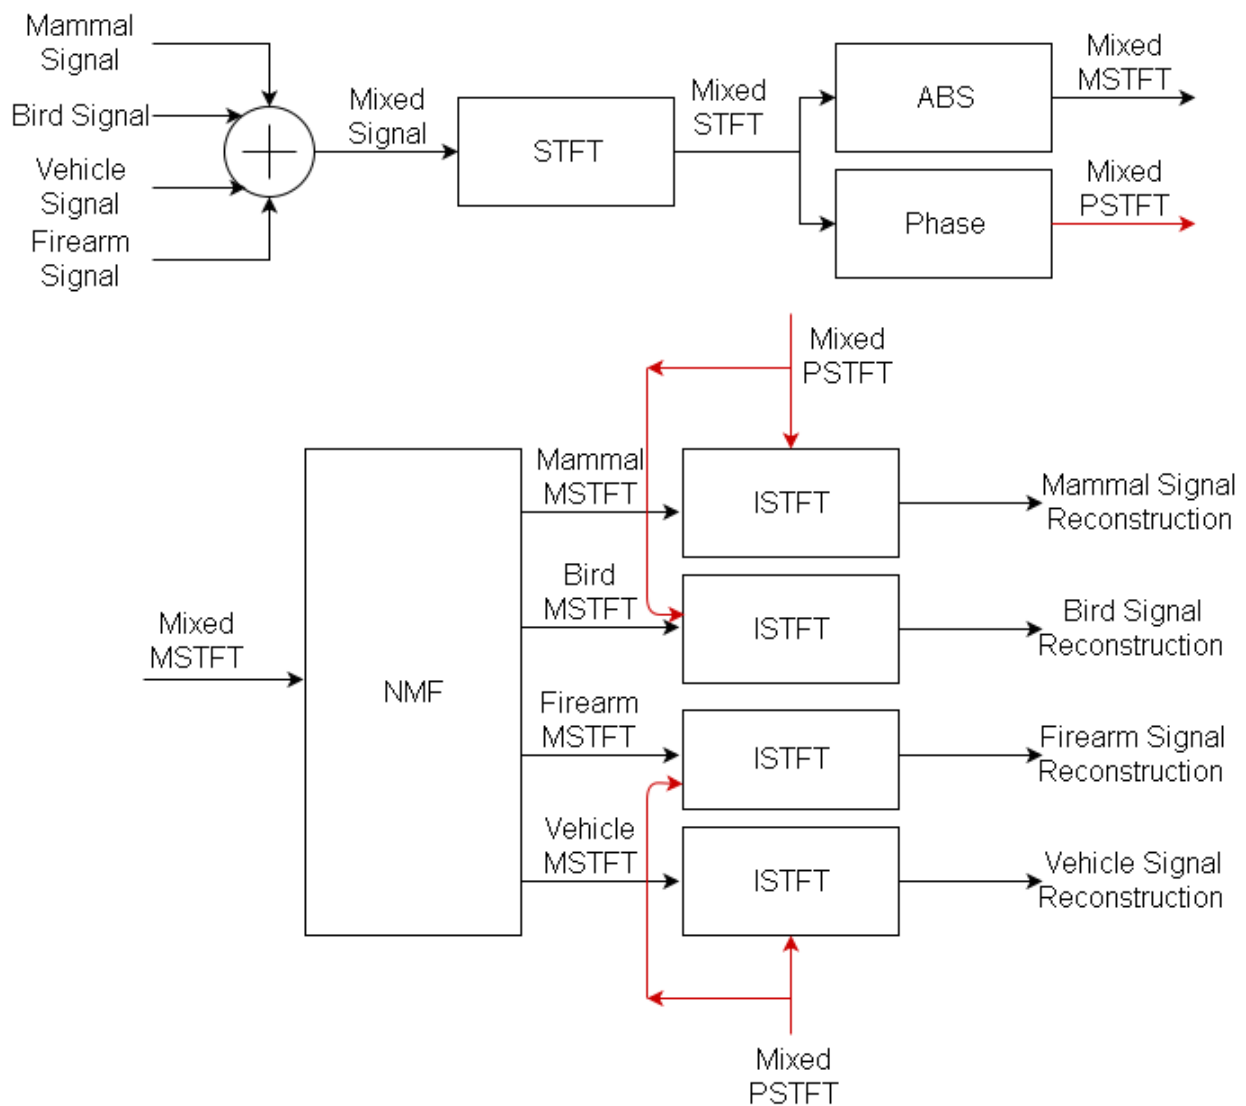 Mammal
Signal
Bird Signal
Vehicle
Signal
Firearm
Signal
Mixed
Signal
STFT
Mixed
STFT
ABS
Mixed
MSTFT
Phase
Mixed
PSTFT
Mixed
PSTFT
Mixed
MSTFT
NMF
Mammal
MSTFT
ISTFT
Mammal Signal
Reconstruction
Bird
MSTFT
ISTFT
Bird Signal
Reconstruction
Firearm
MSTFT
ISTFT
Firearm Signal
Reconstruction
Vehicle
MSTFT
ISTFT
Vehicle Signal
Reconstruction
Mixed
PSTFT